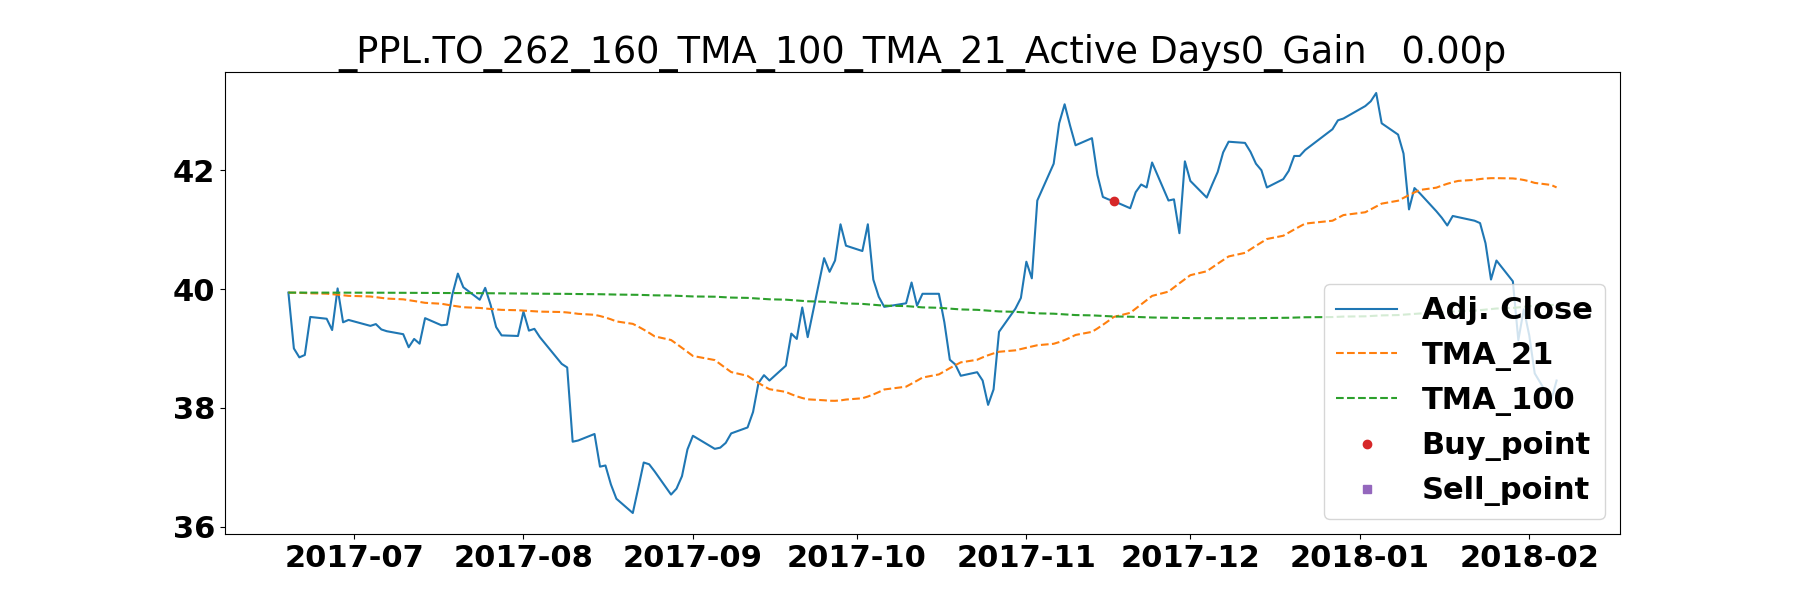 _PPL.TO_262_160_TMA_100_TMA_21_Active Days0_Gain   0.00p
42
40
38
36
Adj. Close
TMA_21
TMA_100
Buy_point
Sell_point
2017-07 2017-08 2017-09 2017-10 2017-11 2017-12 2018-01 2018-02